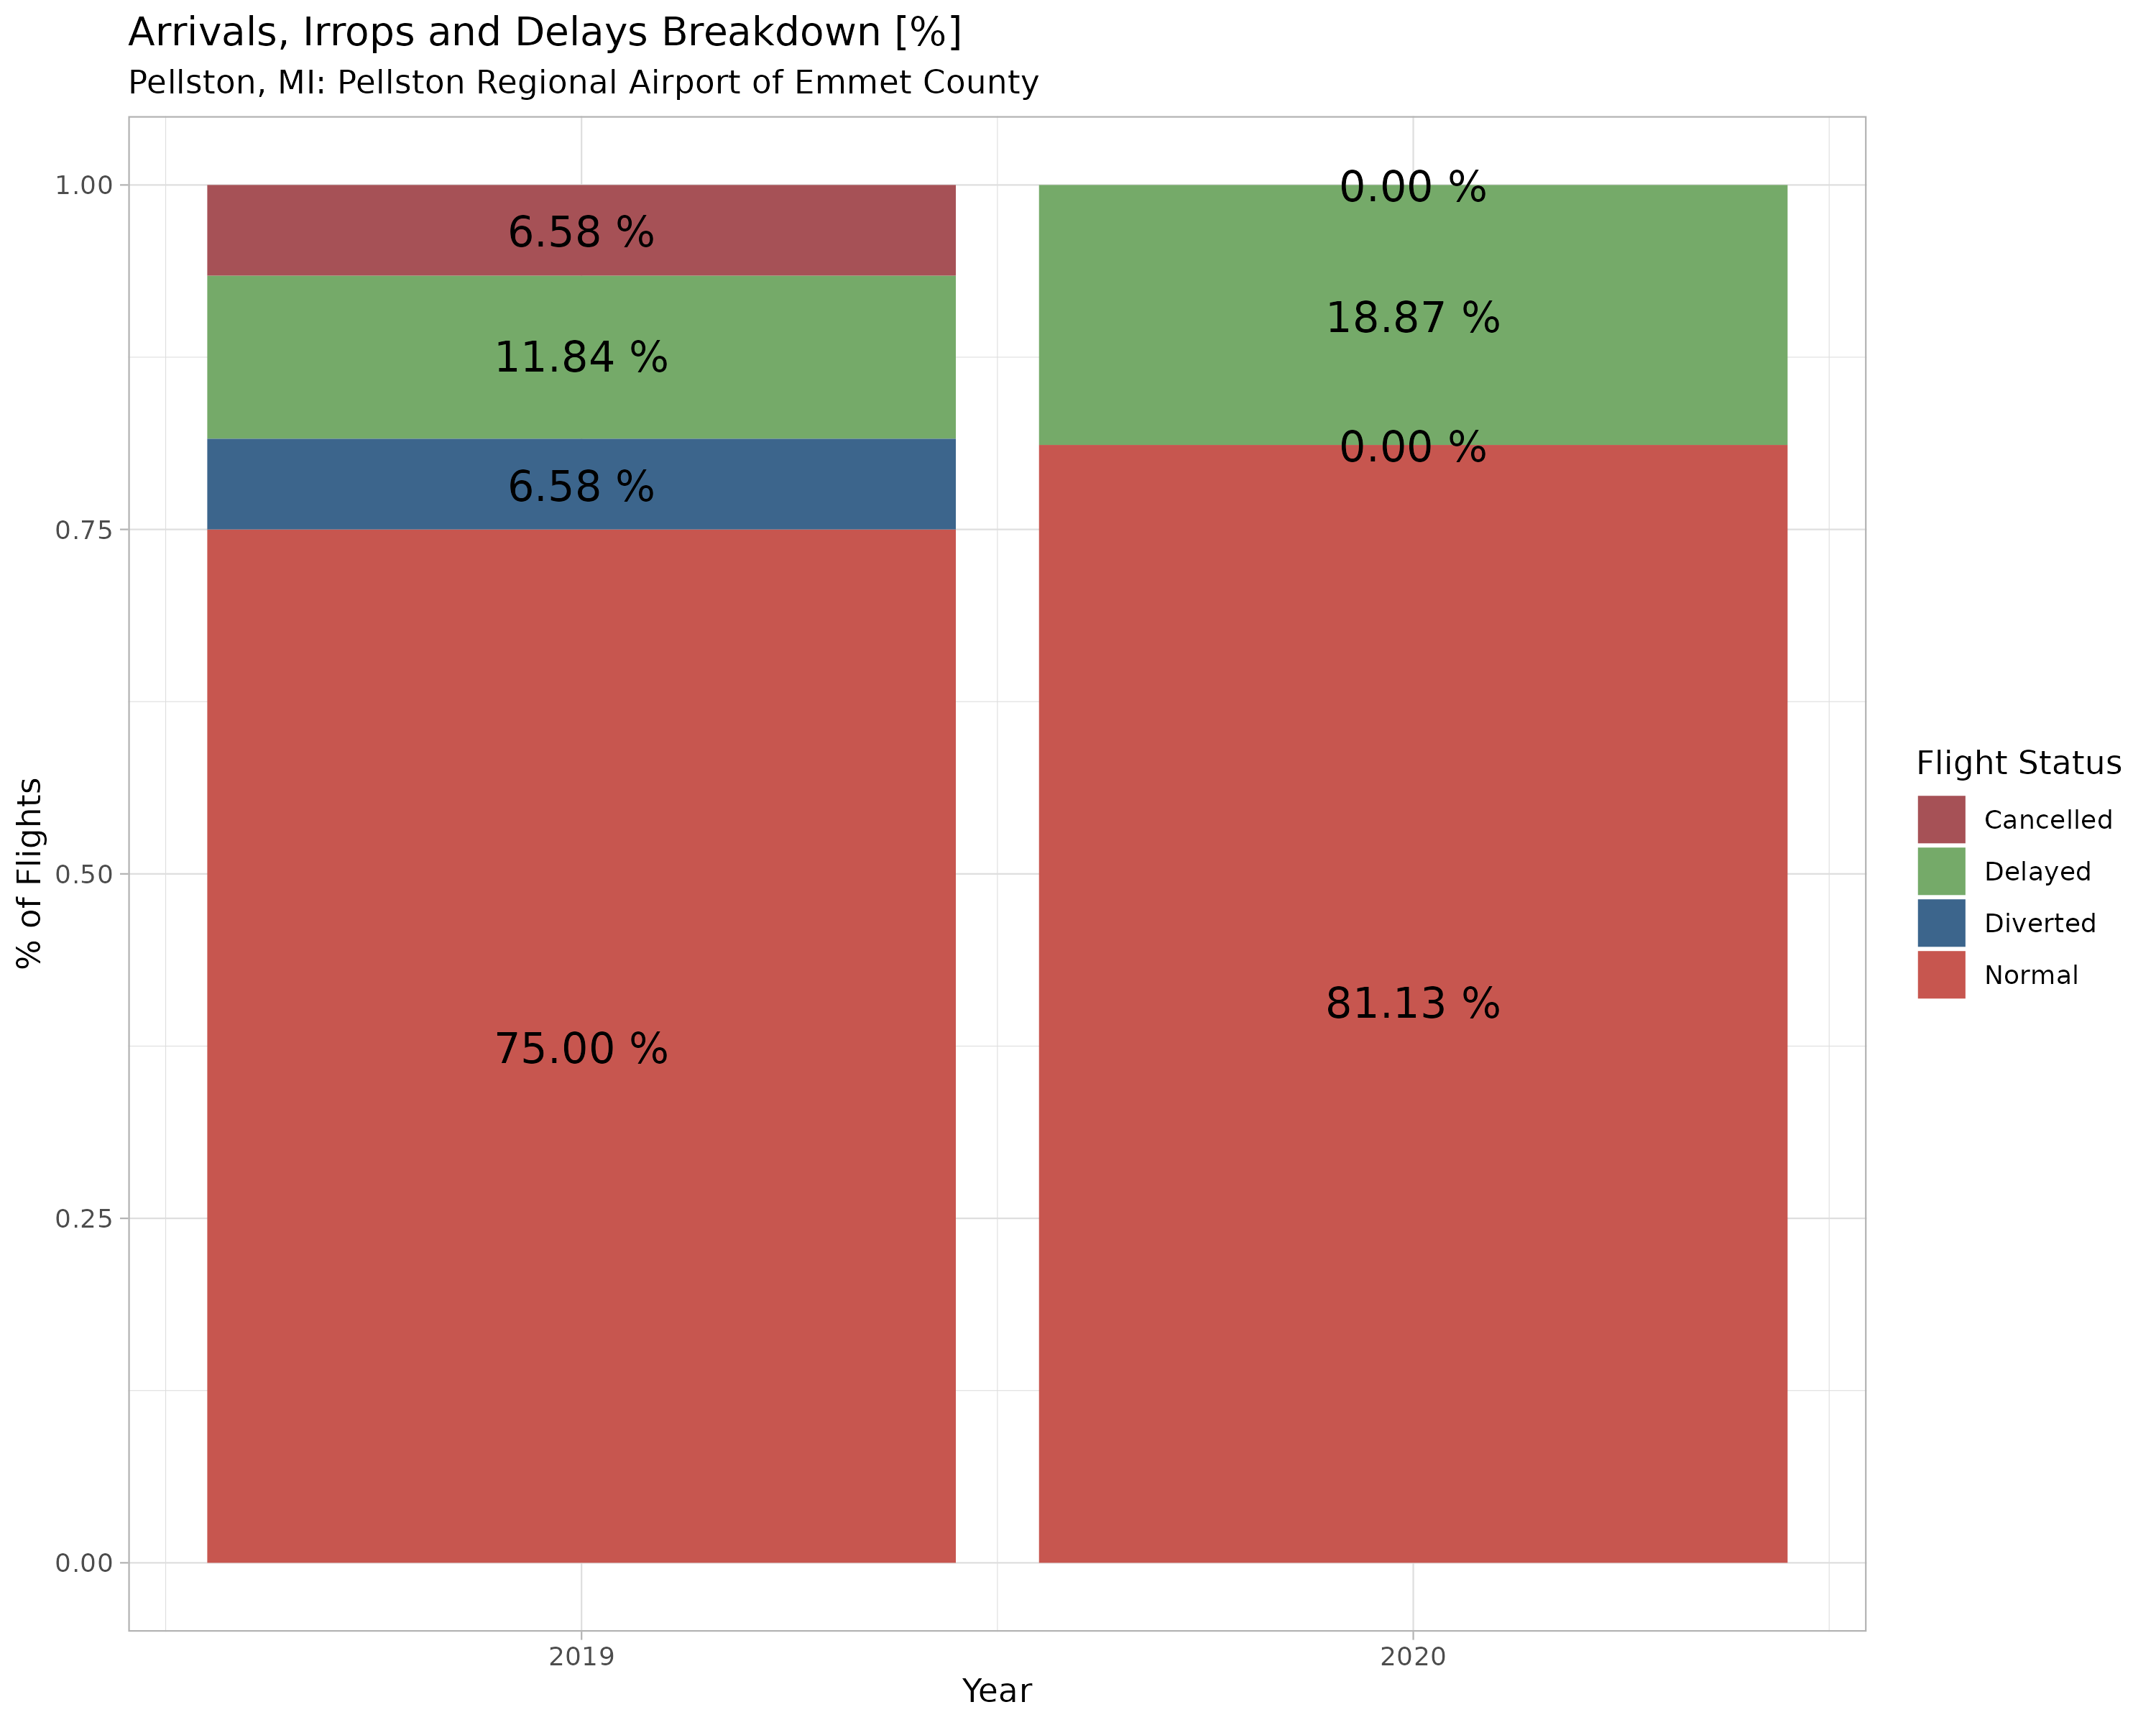 Arrivals, Irrops and Delays Breakdown [%]
Pellston, MI: Pellston Regional Airport of Emmet County
% of Flights
1.00
0.75
0.50
0.25
0.00
6.58 %
11.84 %
6.58 %
75.00 %
0.00 %
18.87 %
0.00 %
81.13 %
2019
2020
Year
Flight Status
Cancelled
Delayed
Diverted
Normal